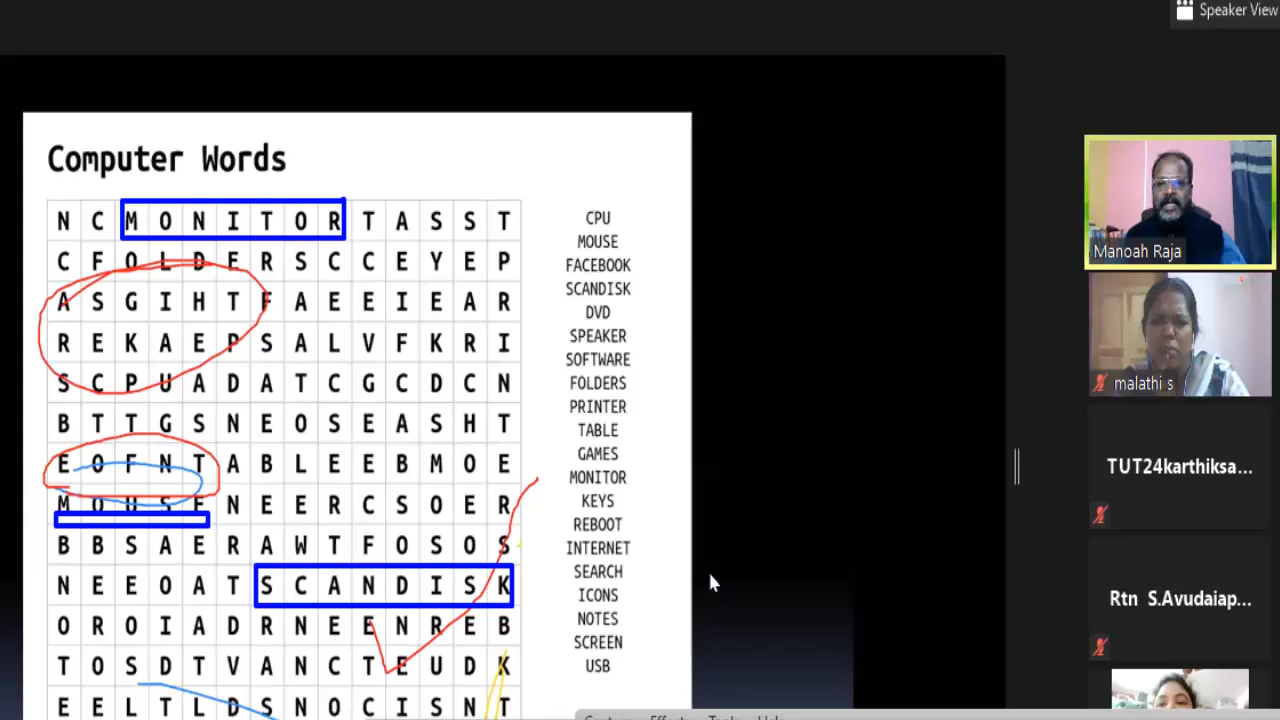 Speaker View
Computer Words
N C M O N I T O R T A S S T
C F O L D E R S C C E Y E P
A S G I H T F A E E I E A R
R E K A E P S A L V F K R I
S C P U A D A T C G C D C N
B T T G S N E O S E A S H T
E O F N T A B L E E B M O E
M O U S E N E E R C S O E R
B B S A E R A W T F O S O S
N E E O A T S C A N D I S K
O R O I A D R N E E N R E B
T O S D T V A N C T E U D K
E E L T L D S N O C I S N T
CPU
MOUSE
FACEBOOK
SCANDISK
DVD
SPEAKER
SOFTWARE
FOLDERS
PRINTER
TABLE
GAMES
MONITOR
KEYS
REBOOT
INTERNET
SEARCH
ICONS
NOTES
SCREEN
USB
Manoah Raja
malathi s
TUT24karthiksa...
Rtn S.Avudaiap...